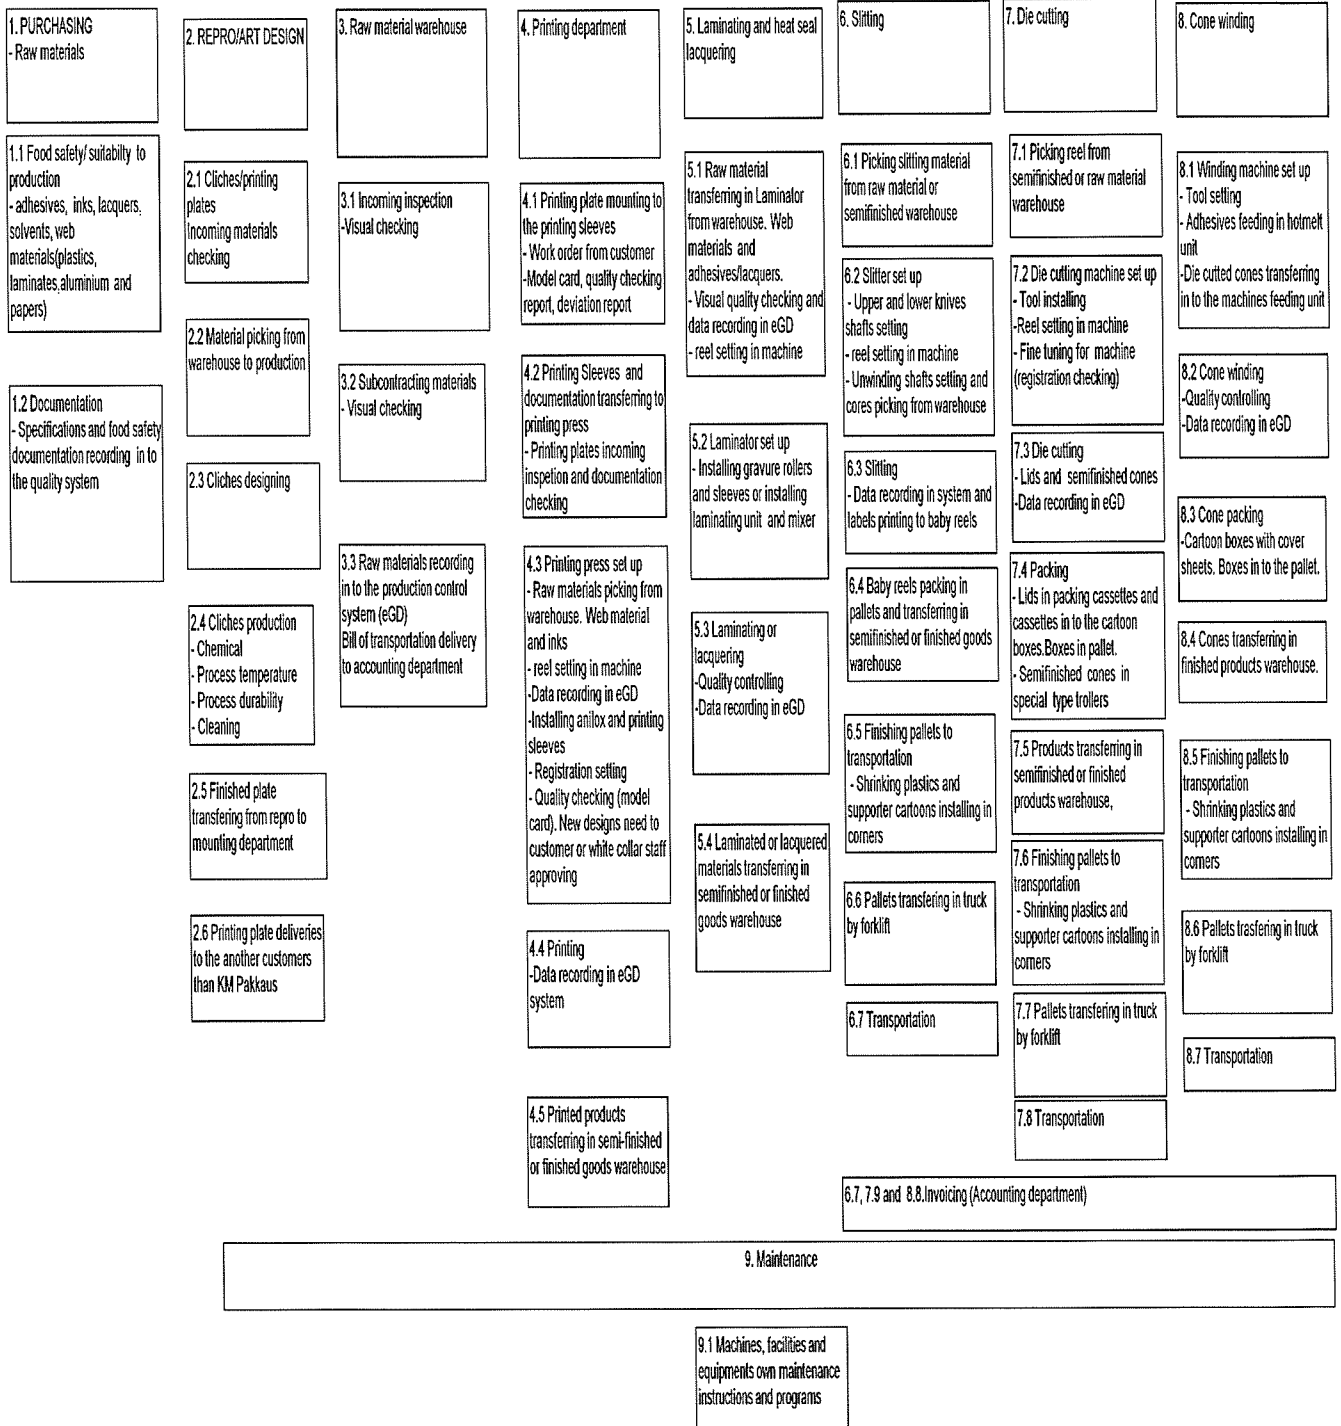 1. PURCHASING
- Raw materials
1.1 Food safety/ suitabilty to
production
- adhesives, inks, lacquers,
solvents, web
materials(plastics,
laminates,aluminium and
papers)
1.2 Documentation
- Specifications and food safety
documentation recording in to
the quality system
2. REPRO/ART DESIGN
2.1 Cliches/printing
plates
Incoming materials
checking
2.2 Material picking from
warehouse to production
2.3 Cliches designing
2.4 Cliches production
- Chemical
- Process temperature
- Process durability
- Cleaning
2.5 Finished plate
transfering from repro to
mounting department
2.6 Printing plate deliveries
to the another customers
than KM Pakkaus
3. Raw material warehouse
3.1 Incoming inspection
-Visual checking
3.2 Subcontracting materials
- Visual checking
3.3 Raw materials recording
in to the production control
system (eGD)
Bill of transportation delivery
to accounting department
4. Printing department
4.1 Printing plate mounting to
the printing sleeves
- Work order from customer
-Model card, quality checking
report, deviation report
4.2 Printing Sleeves and
documentation transferring to
printing press
- Printing plates incoming
inspetion and documentation
checking
4.3 Printing press set up
- Raw materials picking from
warehouse. Web material
and inks
- reel setting in machine
-Data recording in eGD
-Installing anilox and printing
sleeves
- Registration setting
- Quality checking (model
card). New designs need to
customer or white collar staff
approving
4.4 Printing
-Data recording in eGD
system
4.5 Printed products
transferring in semi-finished
or finished goods warehouse
5. Laminating and heat seal
lacquering
5.1 Raw material
transferring in Laminator
from warehouse. Web
materials and
adhesives/lacquers.
- Visual quality checking and
data recording in eGD
- reel setting in machine
5.2 Laminator set up
- Installing gravure rollers
and sleeves or installing
laminating unit and mixer
5.3 Laminating or
lacquering
-Quality controlling
-Data recording in eGD
5.4 Laminated or lacquered
materials transferring in
semifinished or finished
goods warehouse
6. Slitting
6.1 Picking slitting material
from raw material or
semifinished warehouse
6.2 Slitter set up
- Upper and lower knives
shafts setting
- reel setting in machine
- Unwinding shafts setting and
cores picking from warehouse
6.3 Slitting
- Data recording in system and
labels printing to baby reels
6.4 Baby reels packing in
pallets and transferring in
semifinished or finished goods
warehouse
6.5 Finishing pallets to
transportation
- Shrinking plastics and
supporter cartoons installing in
corners
6.6 Pallets transfering in truck
by forklift
6.7 Transportation
7. Die cutting
7.1 Picking reel from
semifinished or raw material
warehouse
7.2 Die cutting machine set up
- Tool installing
-Reel setting in machine
- Fine tuning for machine
(registration checking)
7.3 Die cutting
- Lids and semifinished cones
-Data recording in eGD
7.4 Packing
- Lids in packing cassettes and
cassettes in to the cartoon
boxes.Boxes in pallet.
- Semifinished cones in
special type trollers
7.5 Products transferring in
semifinished or finished
products warehouse,
7.6 Finishing pallets to
transportation
- Shrinking plastics and
supporter cartoons installing in
corners
7.7 Pallets transfering in truck
by forklift
7.8 Transportation
8. Cone winding
8.1 Winding machine set up
- Tool setting
- Adhesives feeding in hotmelt
unit
-Die cutted cones transferring
in to the machines feeding unit
8.2 Cone winding
-Quality controlling
-Data recording in eGD
8.3 Cone packing
-Cartoon boxes with cover
sheets. Boxes in to the pallet.
8.4 Cones transferring in
finished products warehouse.
8.5 Finishing pallets to
transportation
- Shrinking plastics and
supporter cartoons installing in
corners
8.6 Pallets trasfering in truck
by forklift
8.7 Transportation
6.7, 7.9 and 8.8.Invoicing (Accounting department)
9. Maintenance
9.1 Machines, facilities and
equipments own maintenance
instructions and programs